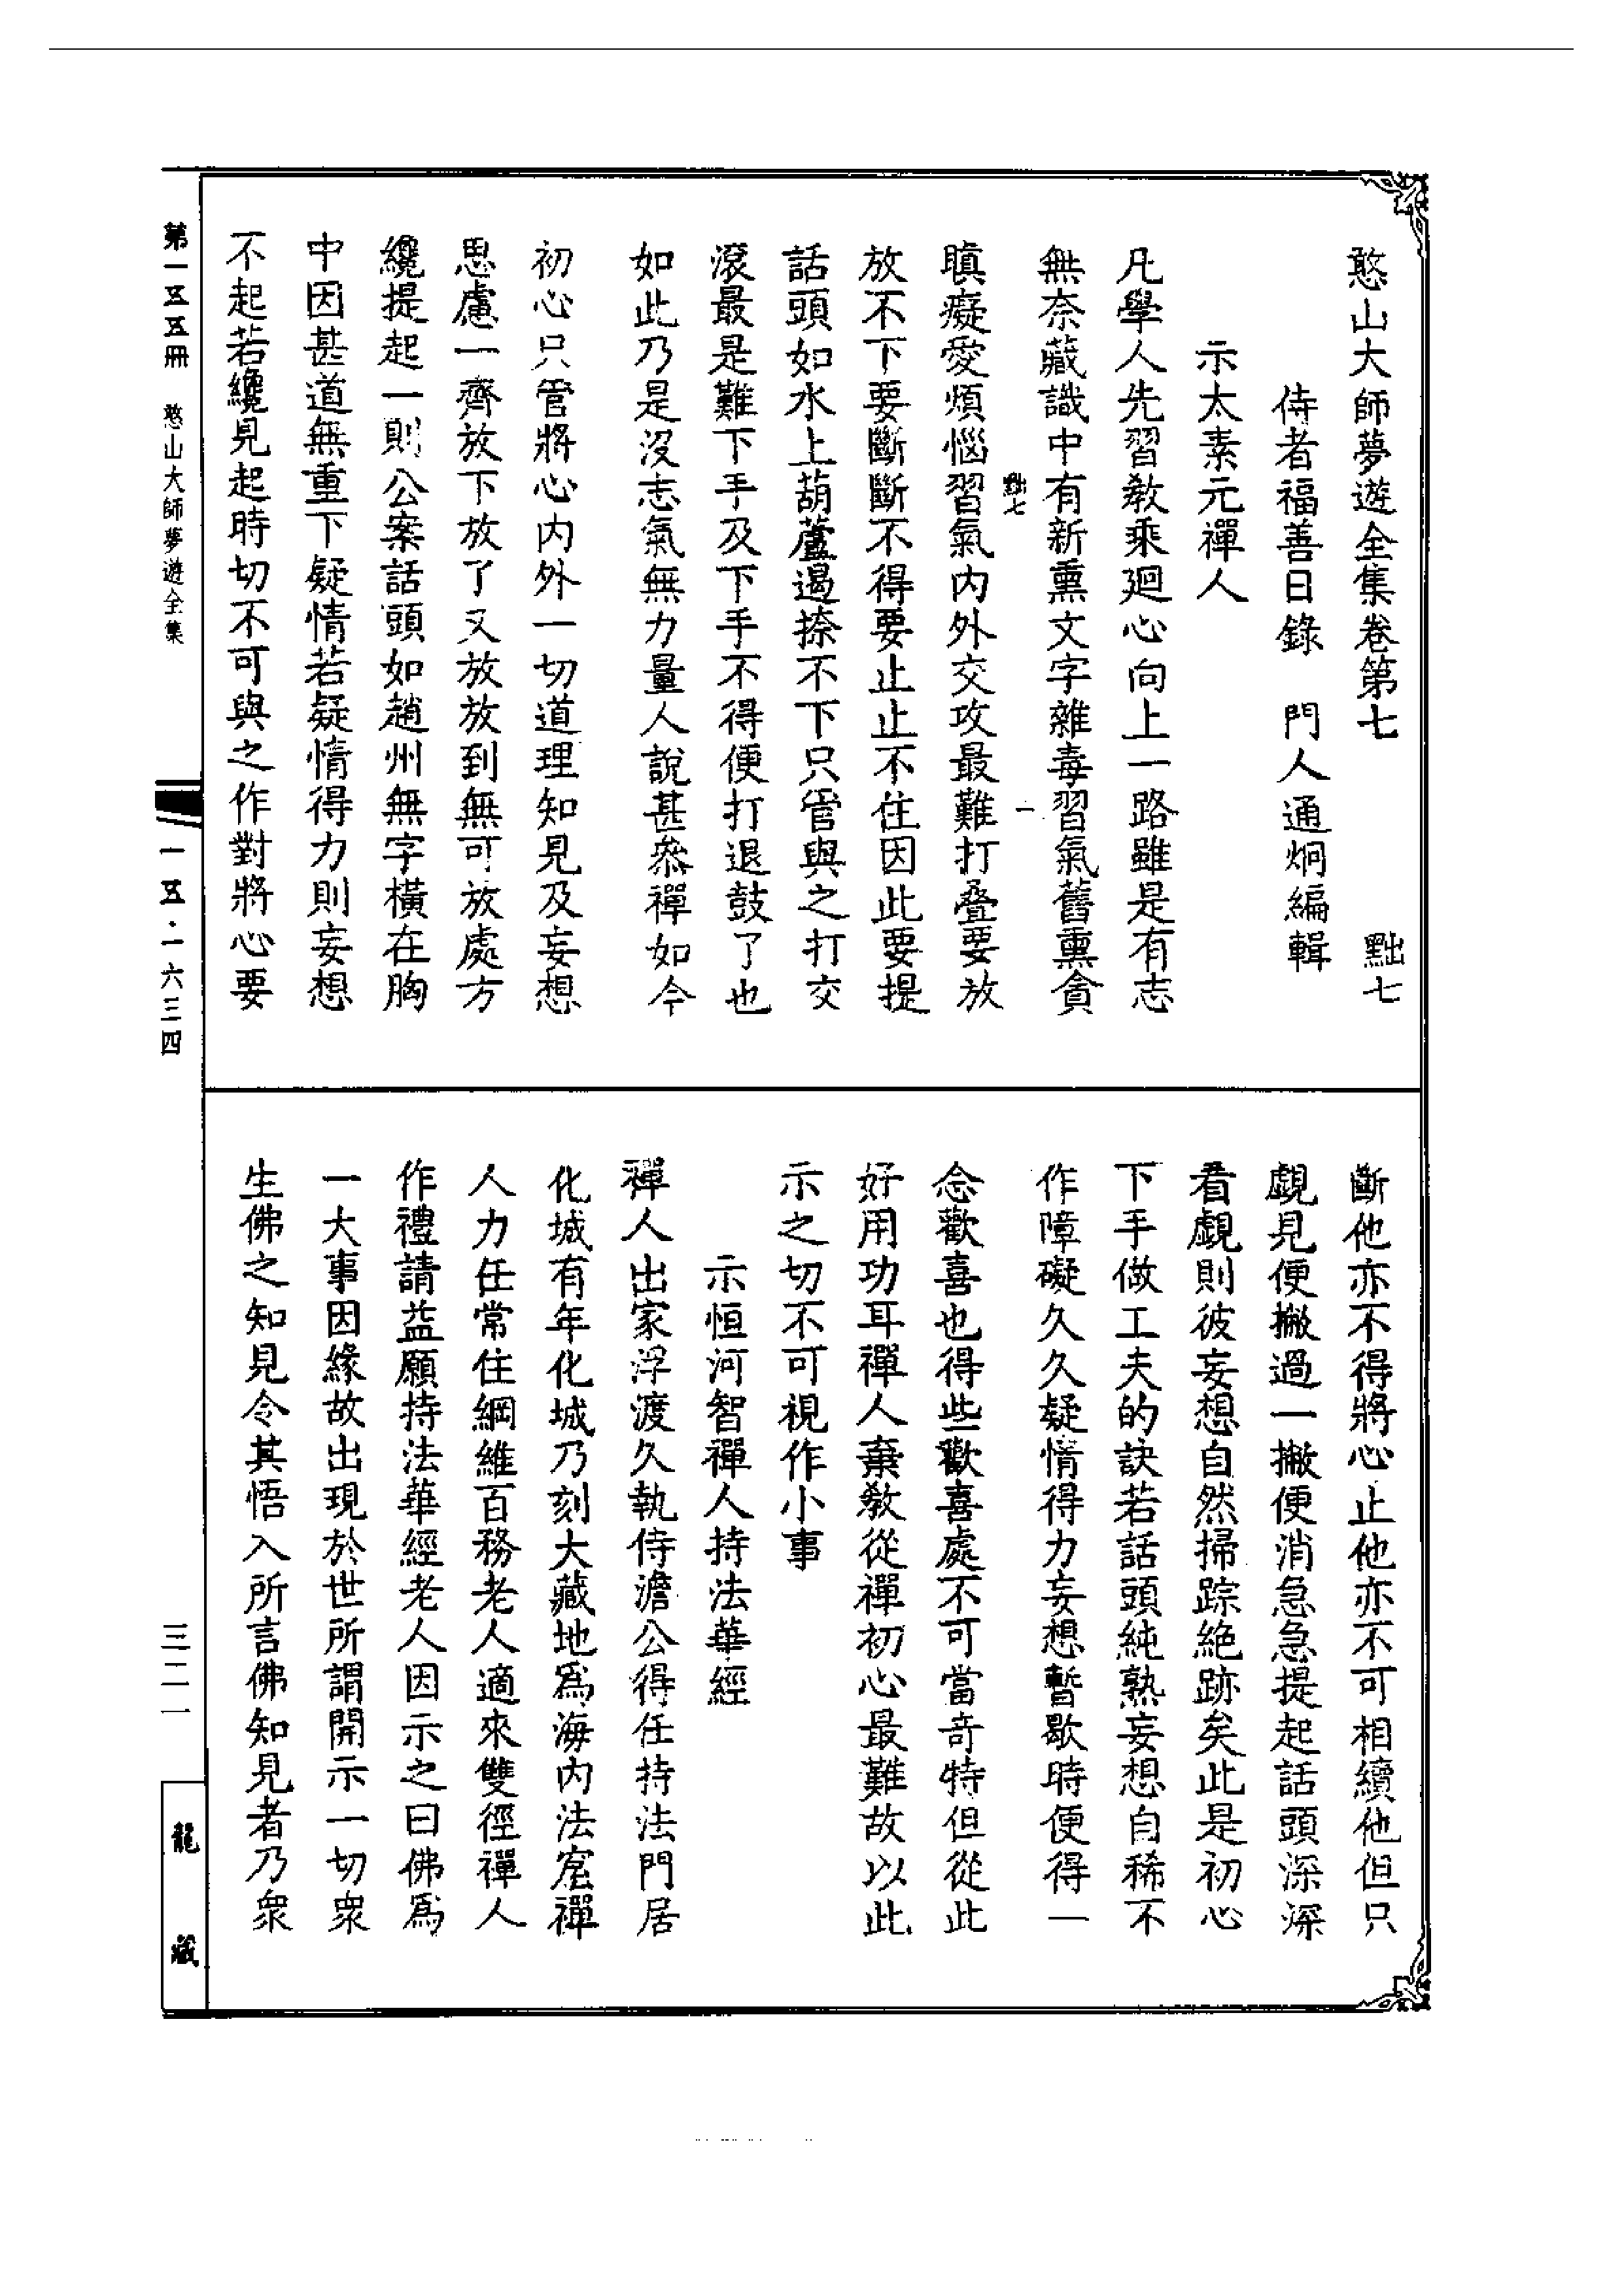 憨山大師夢遊全集卷第七　點七
侍者福善日錄　門人通炯編輯
示太素元禪人
凡學人先習教乘廻心向上一路雖是有志
無奈藏識中有新熏文字雜毒習氣舊熏貪
點七　一
瞋癡愛煩惱習氣內外交攻最難打叠要放
放不下要斷斷不得要止止不住因此要提
話頭如水上葫蘆遏捺不下只管與之打交
滾最是難下手及下手不得便打退鼓了也
如此乃是沒志氣無力量人說甚叅禪如今
初心只管將心內外一切道理知見及妄想
思慮一齊放下放了又放放到無可放處方
纔提起一則公案話頭如趙州無字橫在胸
中因甚道無重下疑情若疑情得力則妄想
不起若纔見起時切不可與之作對將心要
斷他亦不得將心止他亦不可相續他但只
覷見便撇過一撇便消急急提起話頭深深
看覷則彼妄想自然掃踪絕跡矣此是初心
下手做工夫的訣若話頭純熟妄想自稀不
作障礙久久疑情得力妄想暫歇時便得一
念歡喜也得些歡喜處不可當奇特但從此
好用功耳禪人棄教從禪初心最難故以此
示之切不可視作小事
示恒河智禪人持法華經
禪人出家浮渡久執侍澹公得任持法門居
化城有年化城乃刻大藏地為海內法窟禪
人力任常住綱維百務老人適來雙徑禪人
作禮請益願持法華經老人因示之曰佛為
一大事因緣故出現於世所謂開示一切衆
生佛之知見令其悟入所言佛知見者乃衆
第一五五冊　憨山大師夢遊全集
一五·一六三四
三二一
龍藏